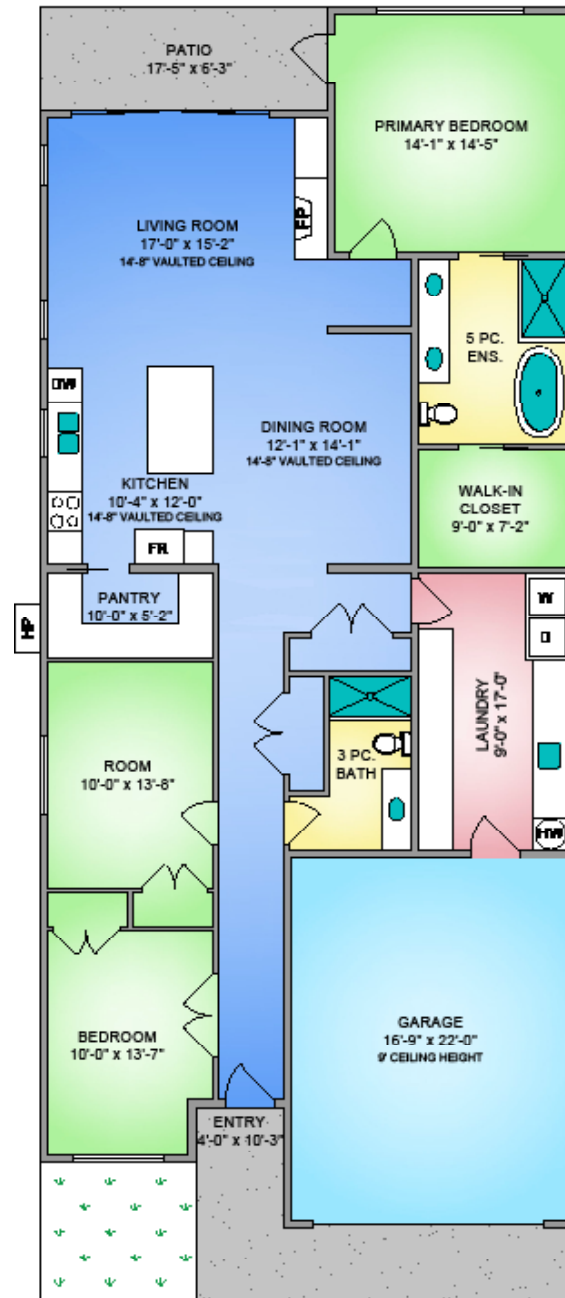 PATIO
17'-5" x 6'-3"
PRIMARY BEDROOM
14'-1" x 14'-5"
LIVING ROOM
17'-0" x 15'-2"
14'-8" VAULTED CEILING
FP
5 PC.
ENS.
DW
DINING ROOM
12'-1" x 14'-1"
14'-8" VAULTED CEILING
KITCHEN
10'-4" x 12'-0"
14'-8" VAULTED CEILING
WALK-IN
CLOSET
9'-0" x 7'-2"
FR
PANTRY
10'-0" x 5'-2"
HP
W
D
LAUNDRY
9'-0" x 17'-0"
ROOM
10'-0" x 13'-8"
3 PC.
BATH
HW
BEDROOM
10'-0" x 13'-7"
GARAGE
16'-9" x 22'-0"
9' CEILING HEIGHT
ENTRY
4'-0" x 10'-3"